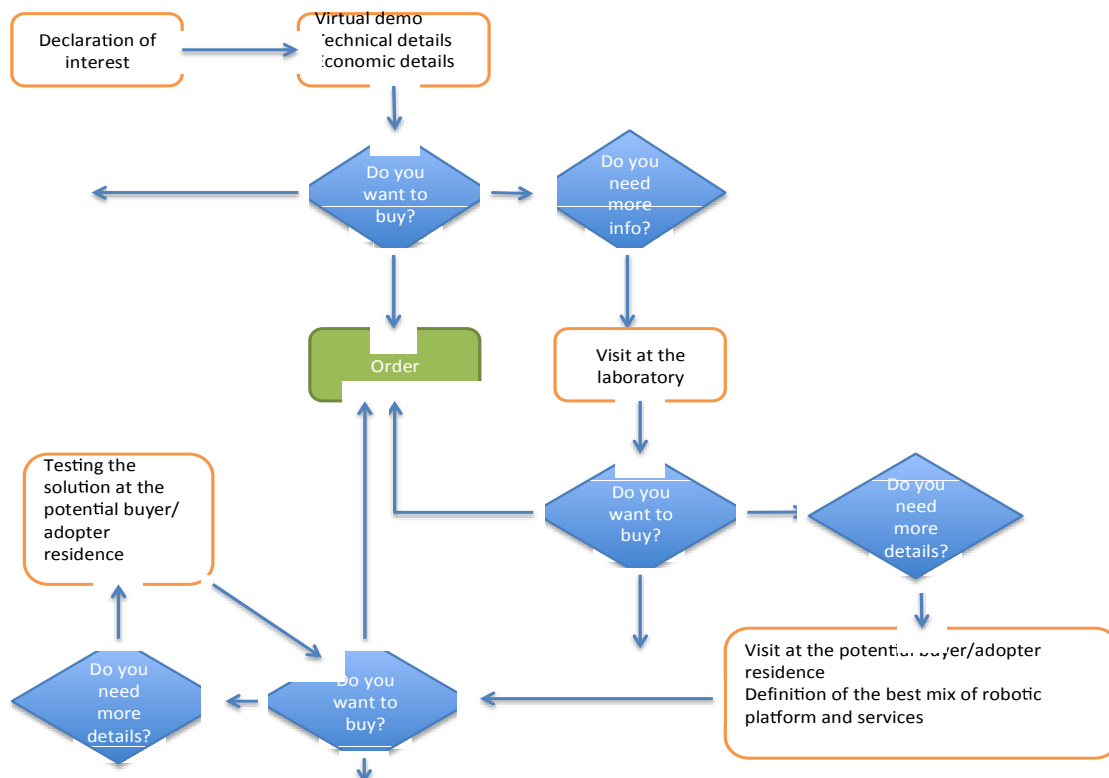 Declaration of
interest
Virtual demo
Technical details
Economic details
Do you
want to
buy?
Do you
need
more
info?
Order
Visit at the
laboratory
Testing the
solution at the
potential buyer/
adopter
residence
Do you
want to
buy?
Do you
need
more
details?
Visit at the potential buyer/adopter
residence
Definition of the best mix of robotic
platform and services
Do you
need
more
details?
Do you
want to
buy?